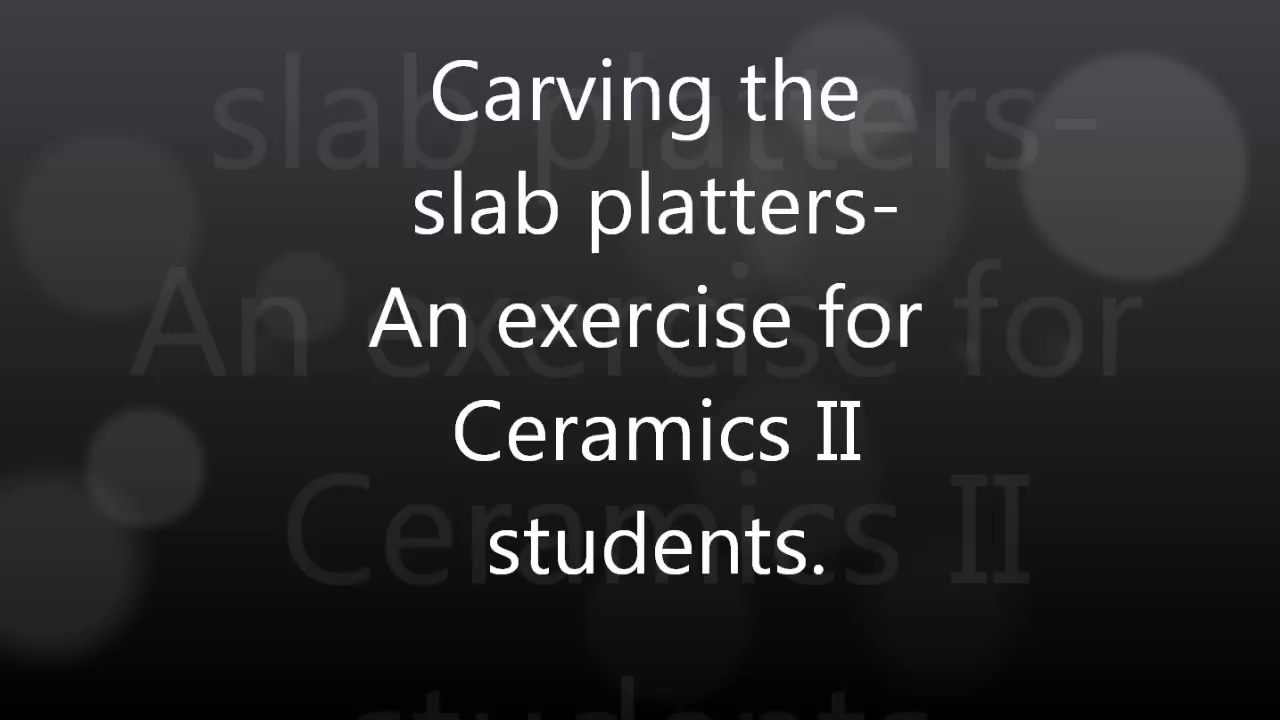 Carving the
slab platters-
An exercise for
Ceramics II
students.